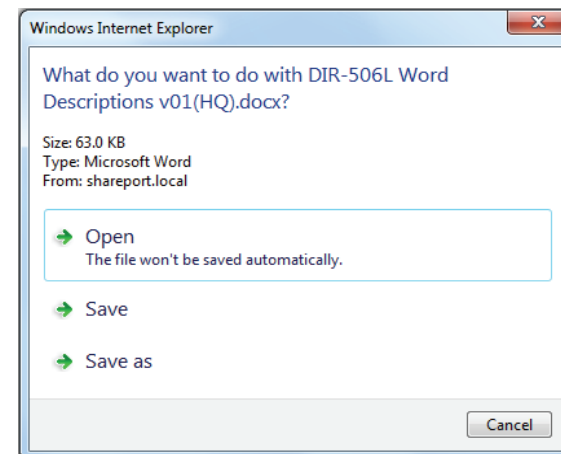 Windows Internet Explorer
What do you want to do with DIR-506L Word
Descriptions v01(HQ).docx?
Size: 63.0 KB
Type: Microsoft Word
From: shareport.local
Open
The file won't be saved automatically.
Save
Save as
Cancel